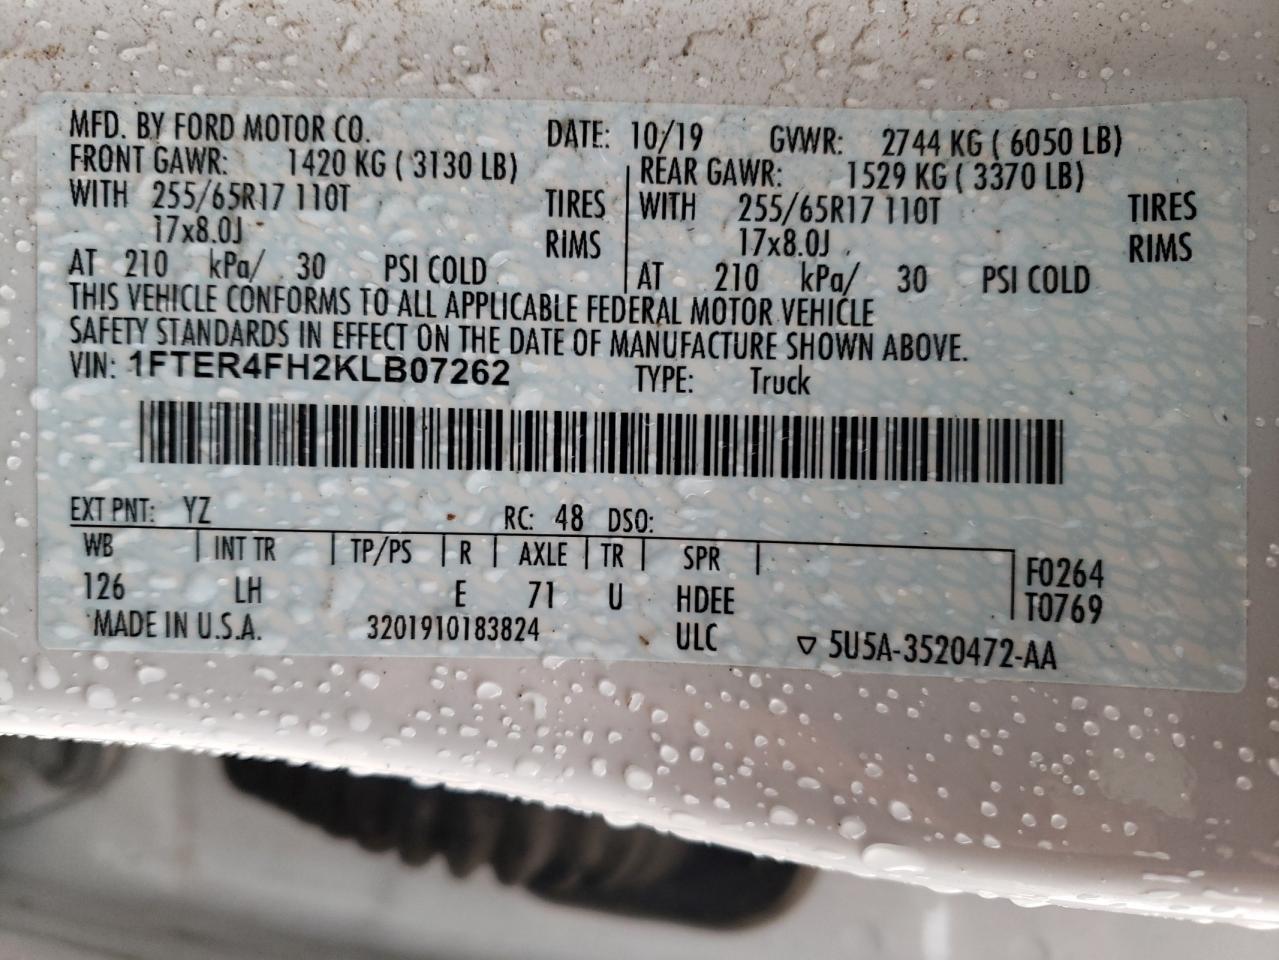 MFD. BY FORD MOTOR CO. DATE: 10/19 GVWR: 2744 KG ( 6050 LB)
FRONT GAWR: 1420 KG ( 3130 LB) REAR GAWR: 1529 KG ( 3370 LB)
WITH 255/65R17 110T TIRES WITH 255/65R17 110T TIRES
17x8.0J RIMS 17x8.0J RIMS
AT 210 kPa/ 30 PSI COLD AT 210 kPa/ 30 PSI COLD
THIS VEHICLE CONFORMS TO ALL APPLICABLE FEDERAL MOTOR VEHICLE
SAFETY STANDARDS IN EFFECT ON THE DATE OF MANUFACTURE SHOWN ABOVE.
VIN: 1FTER4FH2KLB07262 TYPE: Truck
EXT PNT: YZ RC: 48 DSO:
WB INT TR TP/PS R AXLE TR SPR F0264
126 LH E 71 U HDEE T0769
MADE IN U.S.A. 3201910183824 ULC ▽ 5U5A-3520472-AA